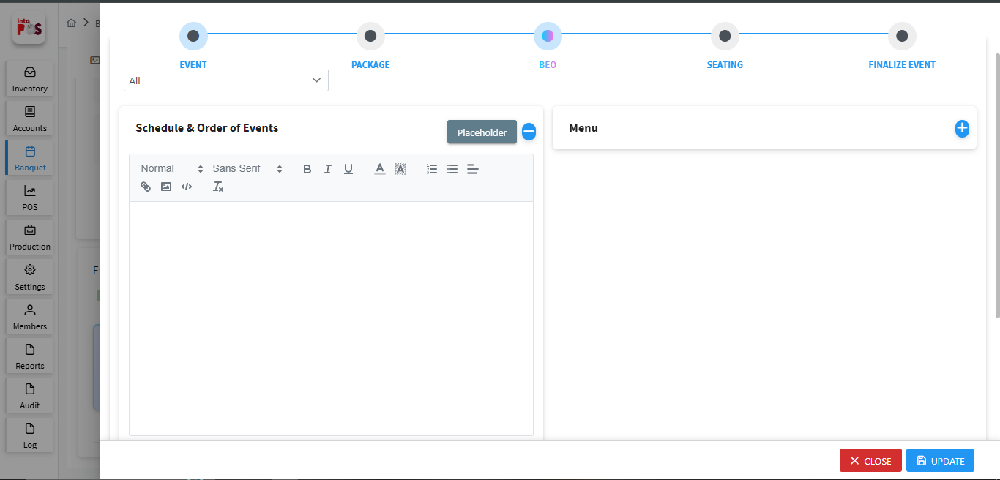 Into
POS
B
Inventory
Accounts
Banquet
POS
Production
Settings
Members
Reports
Audit
Log
EVENT
PACKAGE
BEO
SEATING
FINALIZE EVENT
All
Schedule & Order of Events
Placeholder
Menu
Normal
Sans Serif
CLOSE
UPDATE